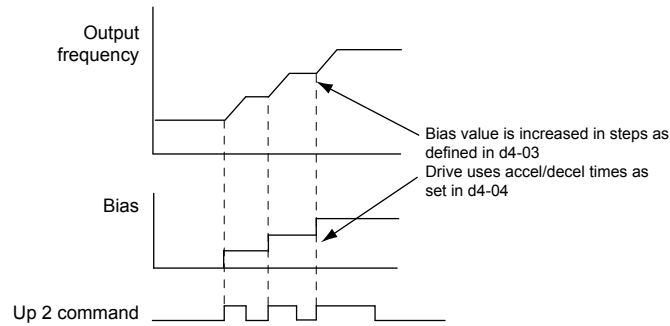 Output
frequency
Bias value is increased in steps as
defined in d4-03
Drive uses accel/decel times as
set in d4-04
Bias
Up 2 command